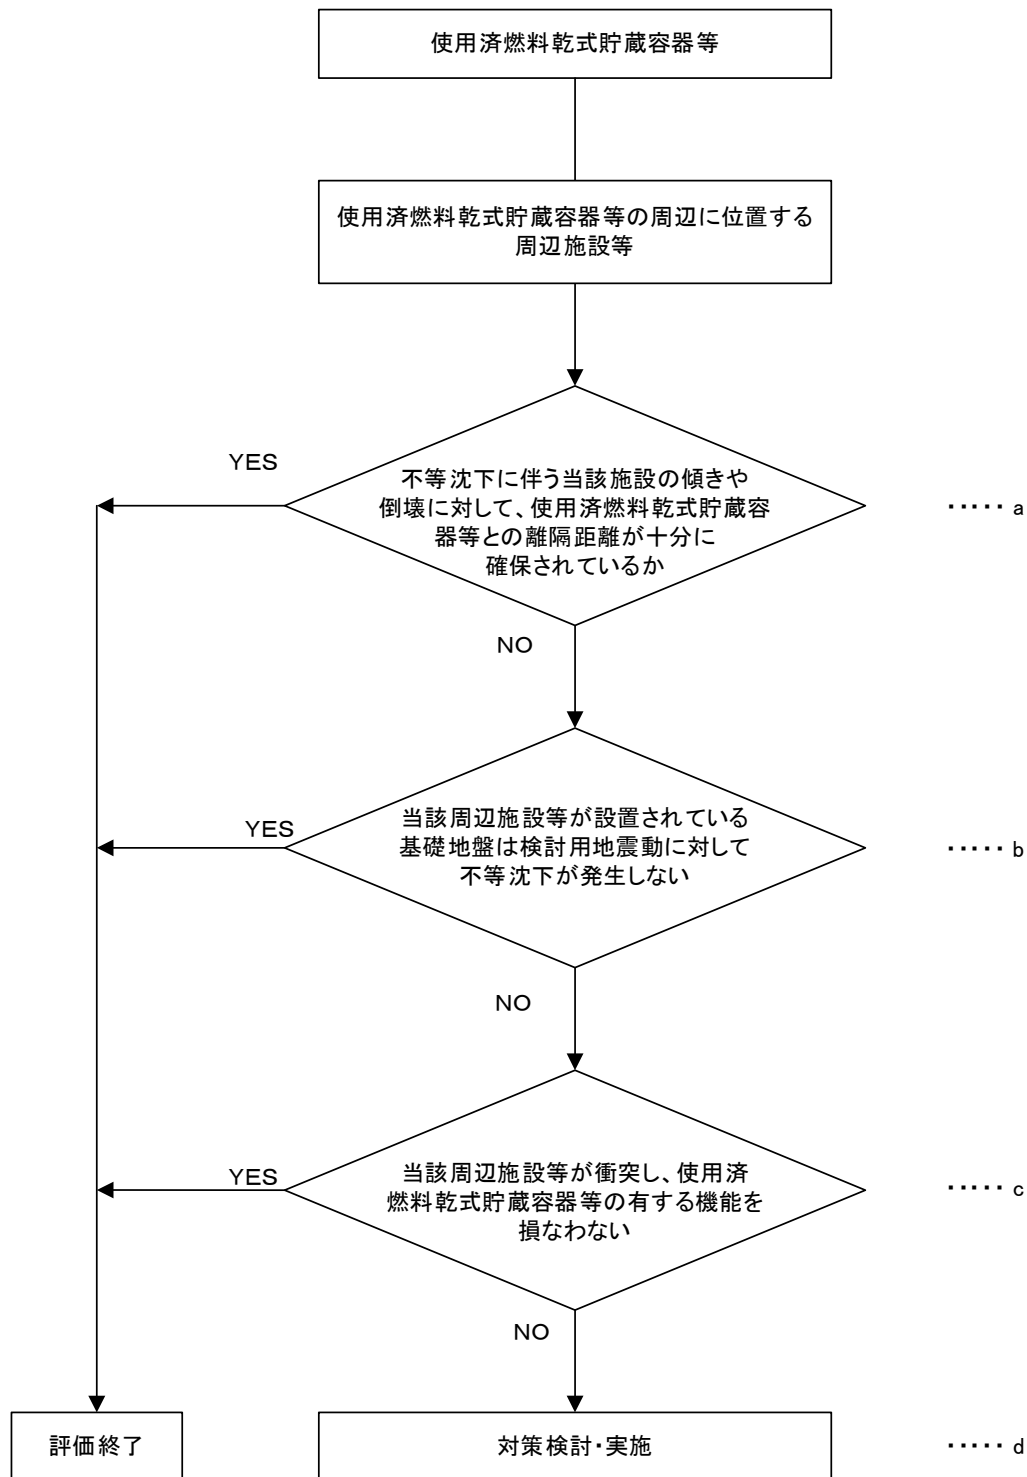 使用済燃料乾式貯蔵容器等
使用済燃料乾式貯蔵容器等の周辺に位置する
周辺施設等
YES
不等沈下に伴う当該施設の傾きや
倒壊に対して、使用済燃料乾式貯蔵容
器等との離隔距離が十分に
確保されているか
・・・・・ a
NO
YES
当該周辺施設等が設置されている
基礎地盤は検討用地震動に対して
不等沈下が発生しない
・・・・・ b
NO
YES
当該周辺施設等が衝突し、使用済
燃料乾式貯蔵容器等の有する機能を
損なわない
・・・・・ c
NO
評価終了
対策検討・実施
・・・・・ d